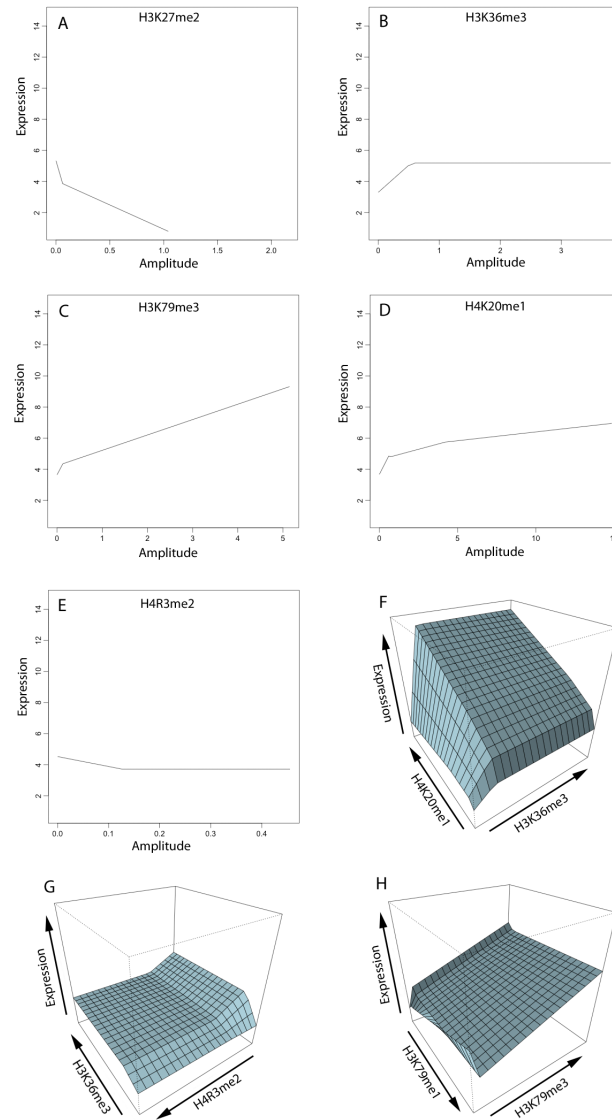 A
H3K27me2
Expression
14
12
10
8
6
4
2
0.0
0.5
1.0
1.5
2.0
Amplitude
B
H3K36me3
Expression
14
12
10
8
6
4
2
0
1
2
3
Amplitude
C
H3K79me3
Expression
14
12
10
8
6
4
2
0
1
2
3
4
5
Amplitude
D
H4K20me1
Expression
14
12
10
8
6
4
2
0
5
10
Amplitude
E
H4R3me2
Expression
14
12
10
8
6
4
2
0.0
0.1
0.2
0.3
0.4
Amplitude
F
Expression
H4K20me1
H3K36me3
G
Expression
H3K36me3
H4R3me2
H
Expression
H3K79me1
H3K79me3